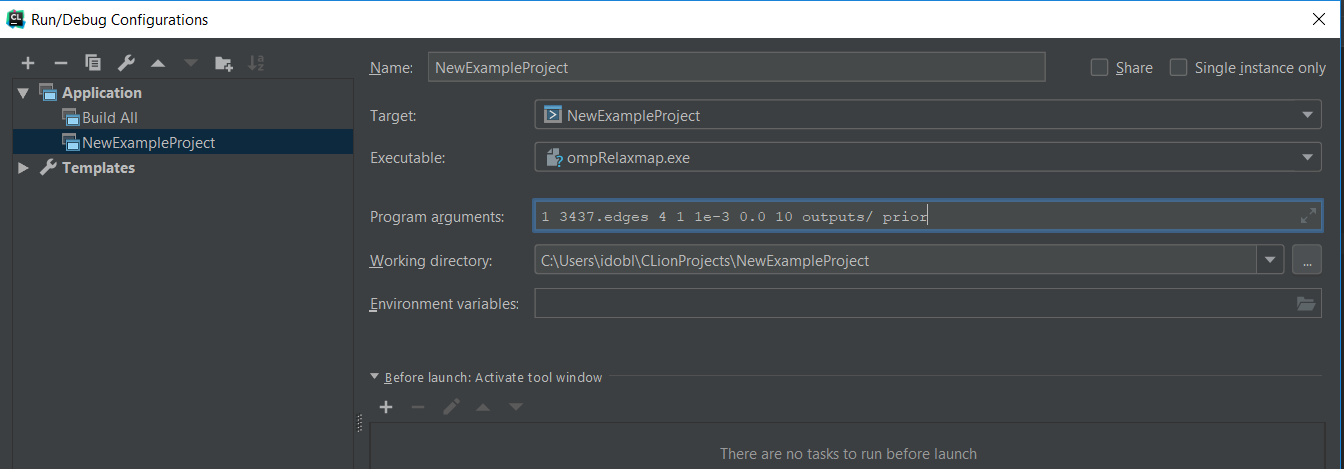 CL Run/Debug Configurations
Name: NewExampleProject Share Single instance only
Application
Build All
NewExampleProject
Templates
Target: NewExampleProject
Executable: ompRelaxmap.exe
Program arguments: 1 3437.edges 4 1 1e-3 0.0 10 outputs/ prior
Working directory: C:\Users\idobl\CLionProjects\NewExampleProject ...
Environment variables:
Before launch: Activate tool window
There are no tasks to run before launch